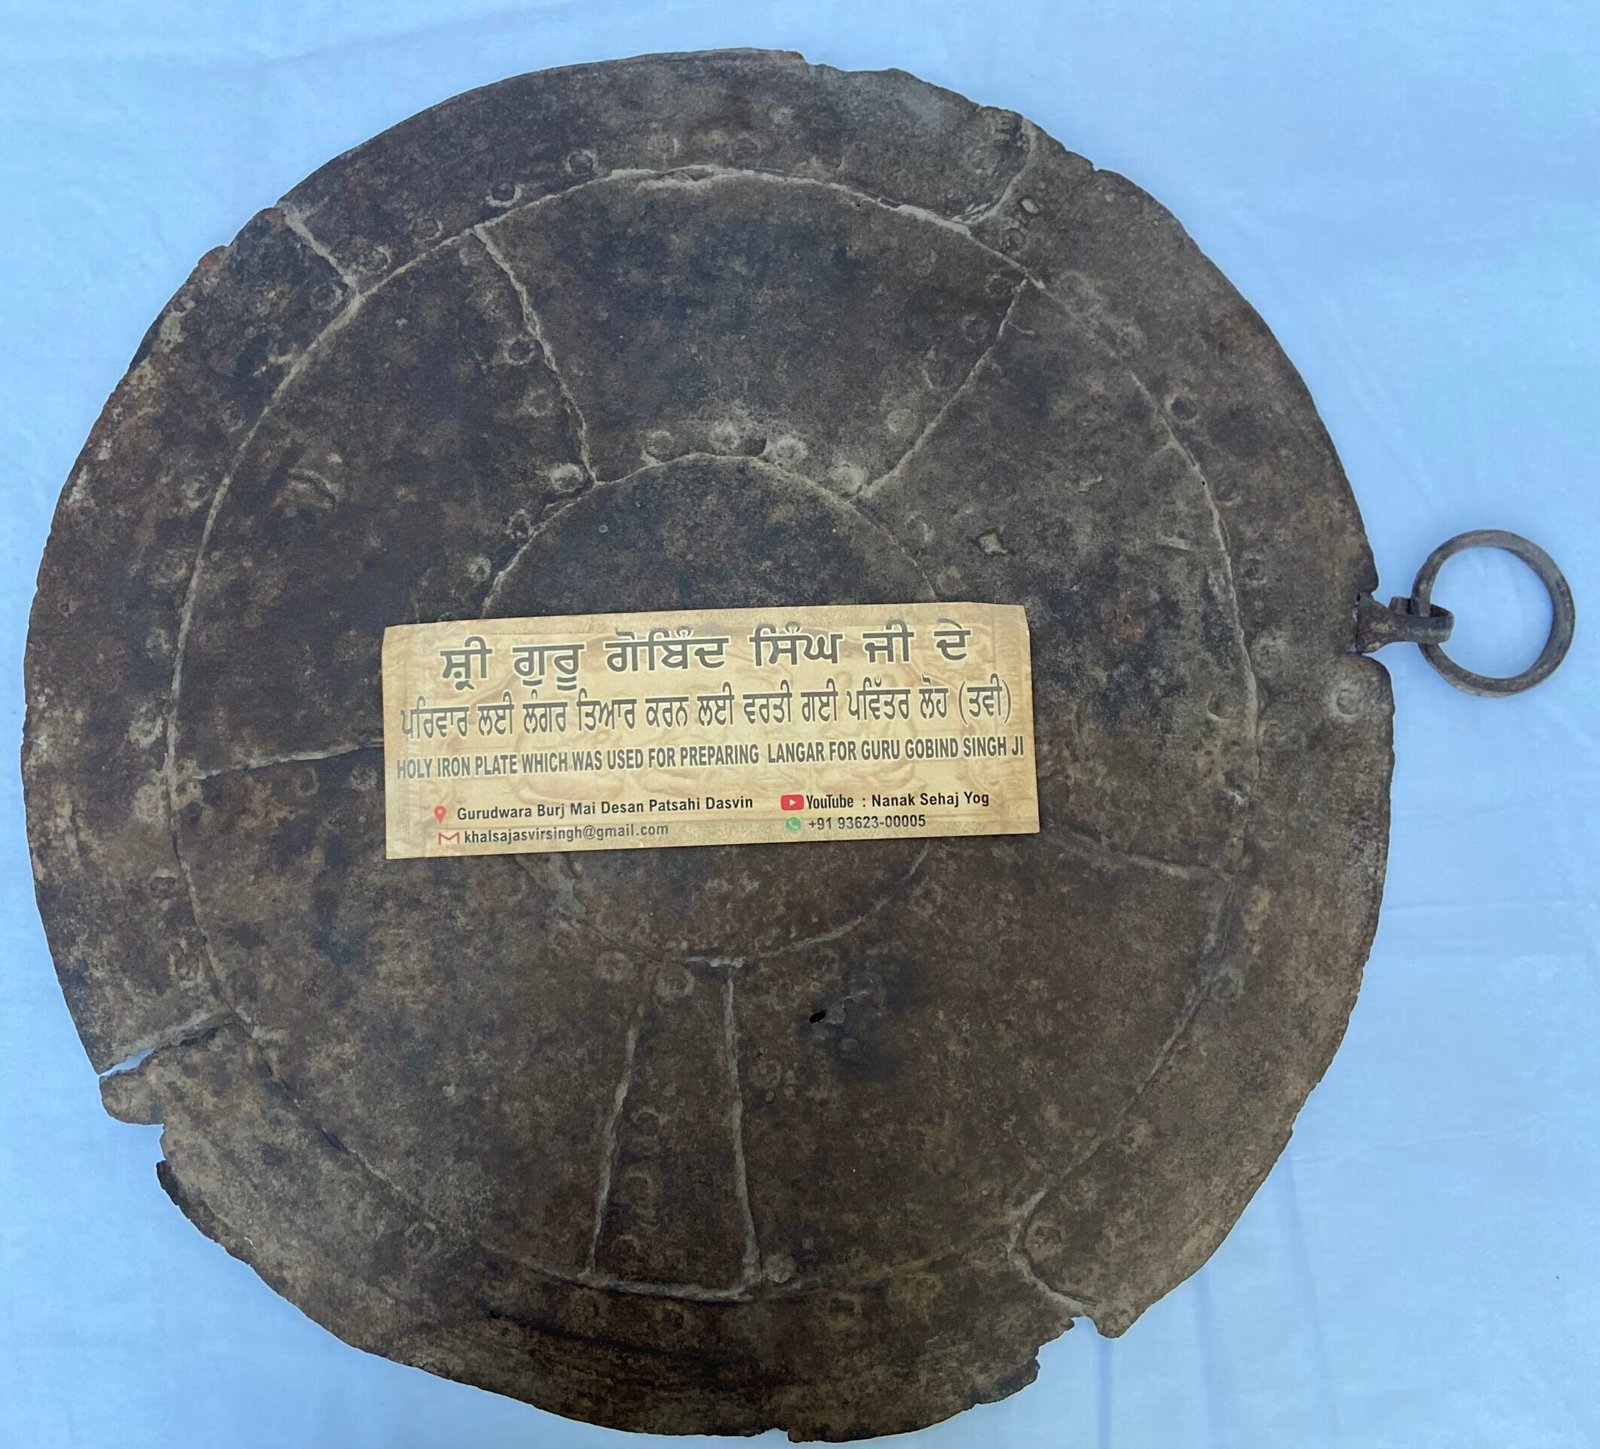 ਸ਼੍ਰੀ ਗੁਰੂ ਗੋਬਿੰਦ ਸਿੰਘ ਜੀ ਦੇ
ਪਰਿਵਾਰ ਲਈ ਲੰਗਰ ਤਿਆਰ ਕਰਨ ਲਈ ਵਰਤੀ ਗਈ ਪਵਿੱਤਰ ਲੋਹ (ਤਵੀ)
HOLY IRON PLATE WHICH WAS USED FOR PREPARING LANGAR FOR GURU GOBIND SINGH JI
Gurudwara Burj Mai Desan Patsahi Dasvin
YouTube : Nanak Sehaj Yog
khalsajasvirsingh@gmail.com
+91 93623-00005